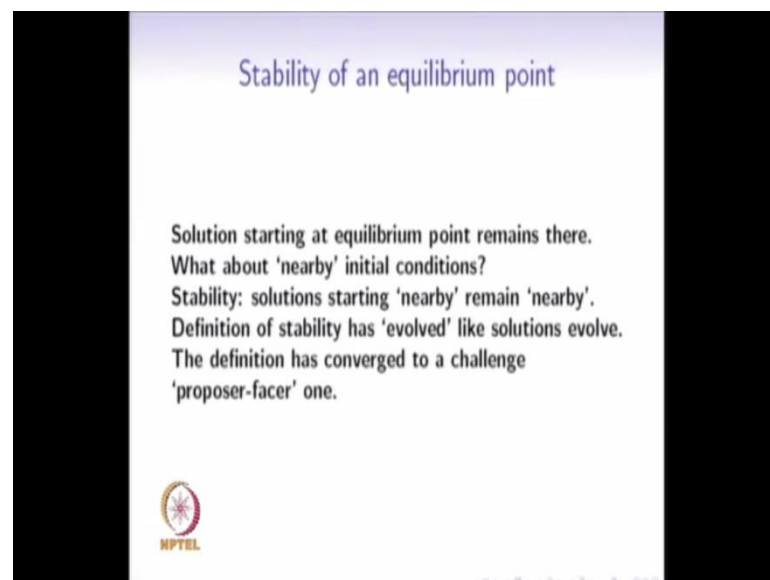 Stability of an equilibrium point
Solution starting at equilibrium point remains there.
What about ‘nearby’ initial conditions?
Stability: solutions starting ‘nearby’ remain ‘nearby’.
Definition of stability has ‘evolved’ like solutions evolve.
The definition has converged to a challenge
‘proposer-facer’ one.
NPTEL